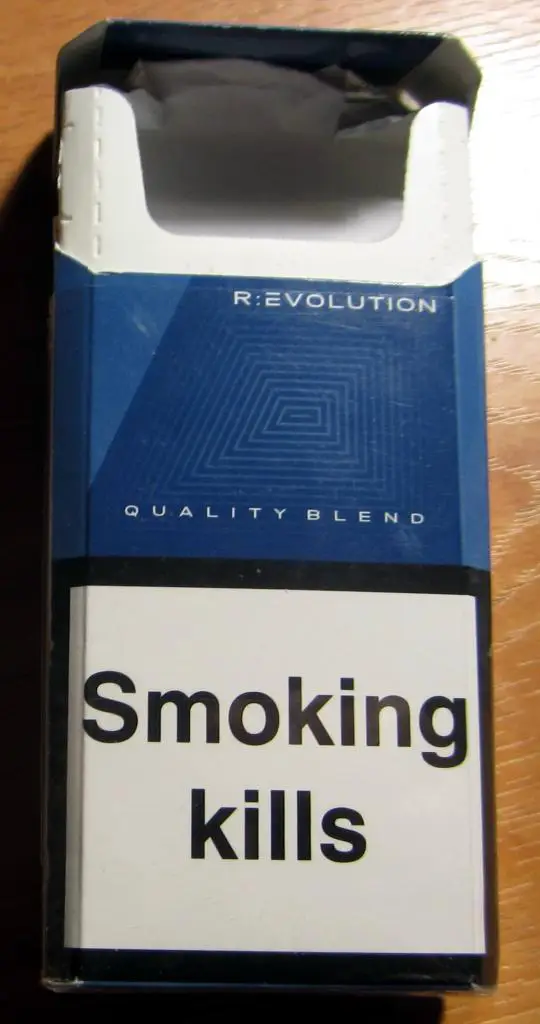 R:EVOLUTION
QUALITY BLEND
Smoking
kills